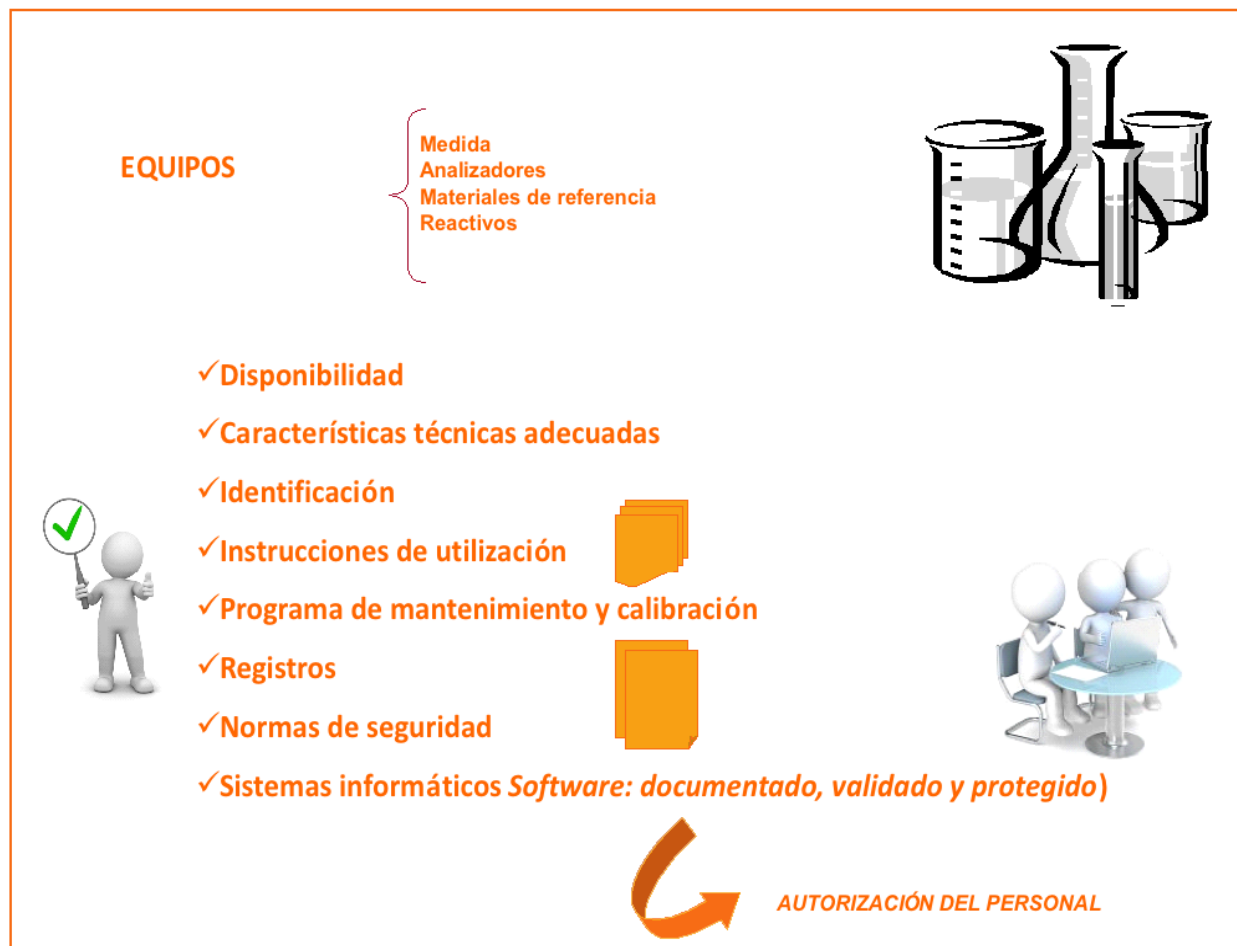 EQUIPOS
Medida
Analizadores
Materiales de referencia
Reactivos
✓Disponibilidad
✓Características técnicas adecuadas
✓Identificación
✓Instrucciones de utilización
✓Programa de mantenimiento y calibración
✓Registros
✓Normas de seguridad
✓Sistemas informáticos Software: documentado, validado y protegido)
AUTORIZACIÓN DEL PERSONAL